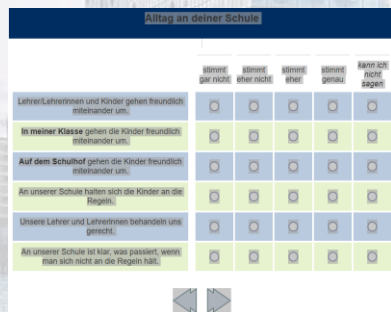 Alltag an deiner Schule
stimmt gar nicht
stimmt eher nicht
stimmt eher
stimmt genau
kann ich nicht sagen
Lehrer/Lehrerinnen und Kinder gehen freundlich
miteinander um.
In meiner Klasse gehen die Kinder freundlich
miteinander um.
Auf dem Schulhof gehen die Kinder freundlich
miteinander um.
An unserer Schule halten sich die Kinder an die
Regeln.
Unsere Lehrer und Lehrerinnen behandeln uns
gerecht.
An unserer Schule ist klar, was passiert, wenn
man sich nicht an die Regeln hält.